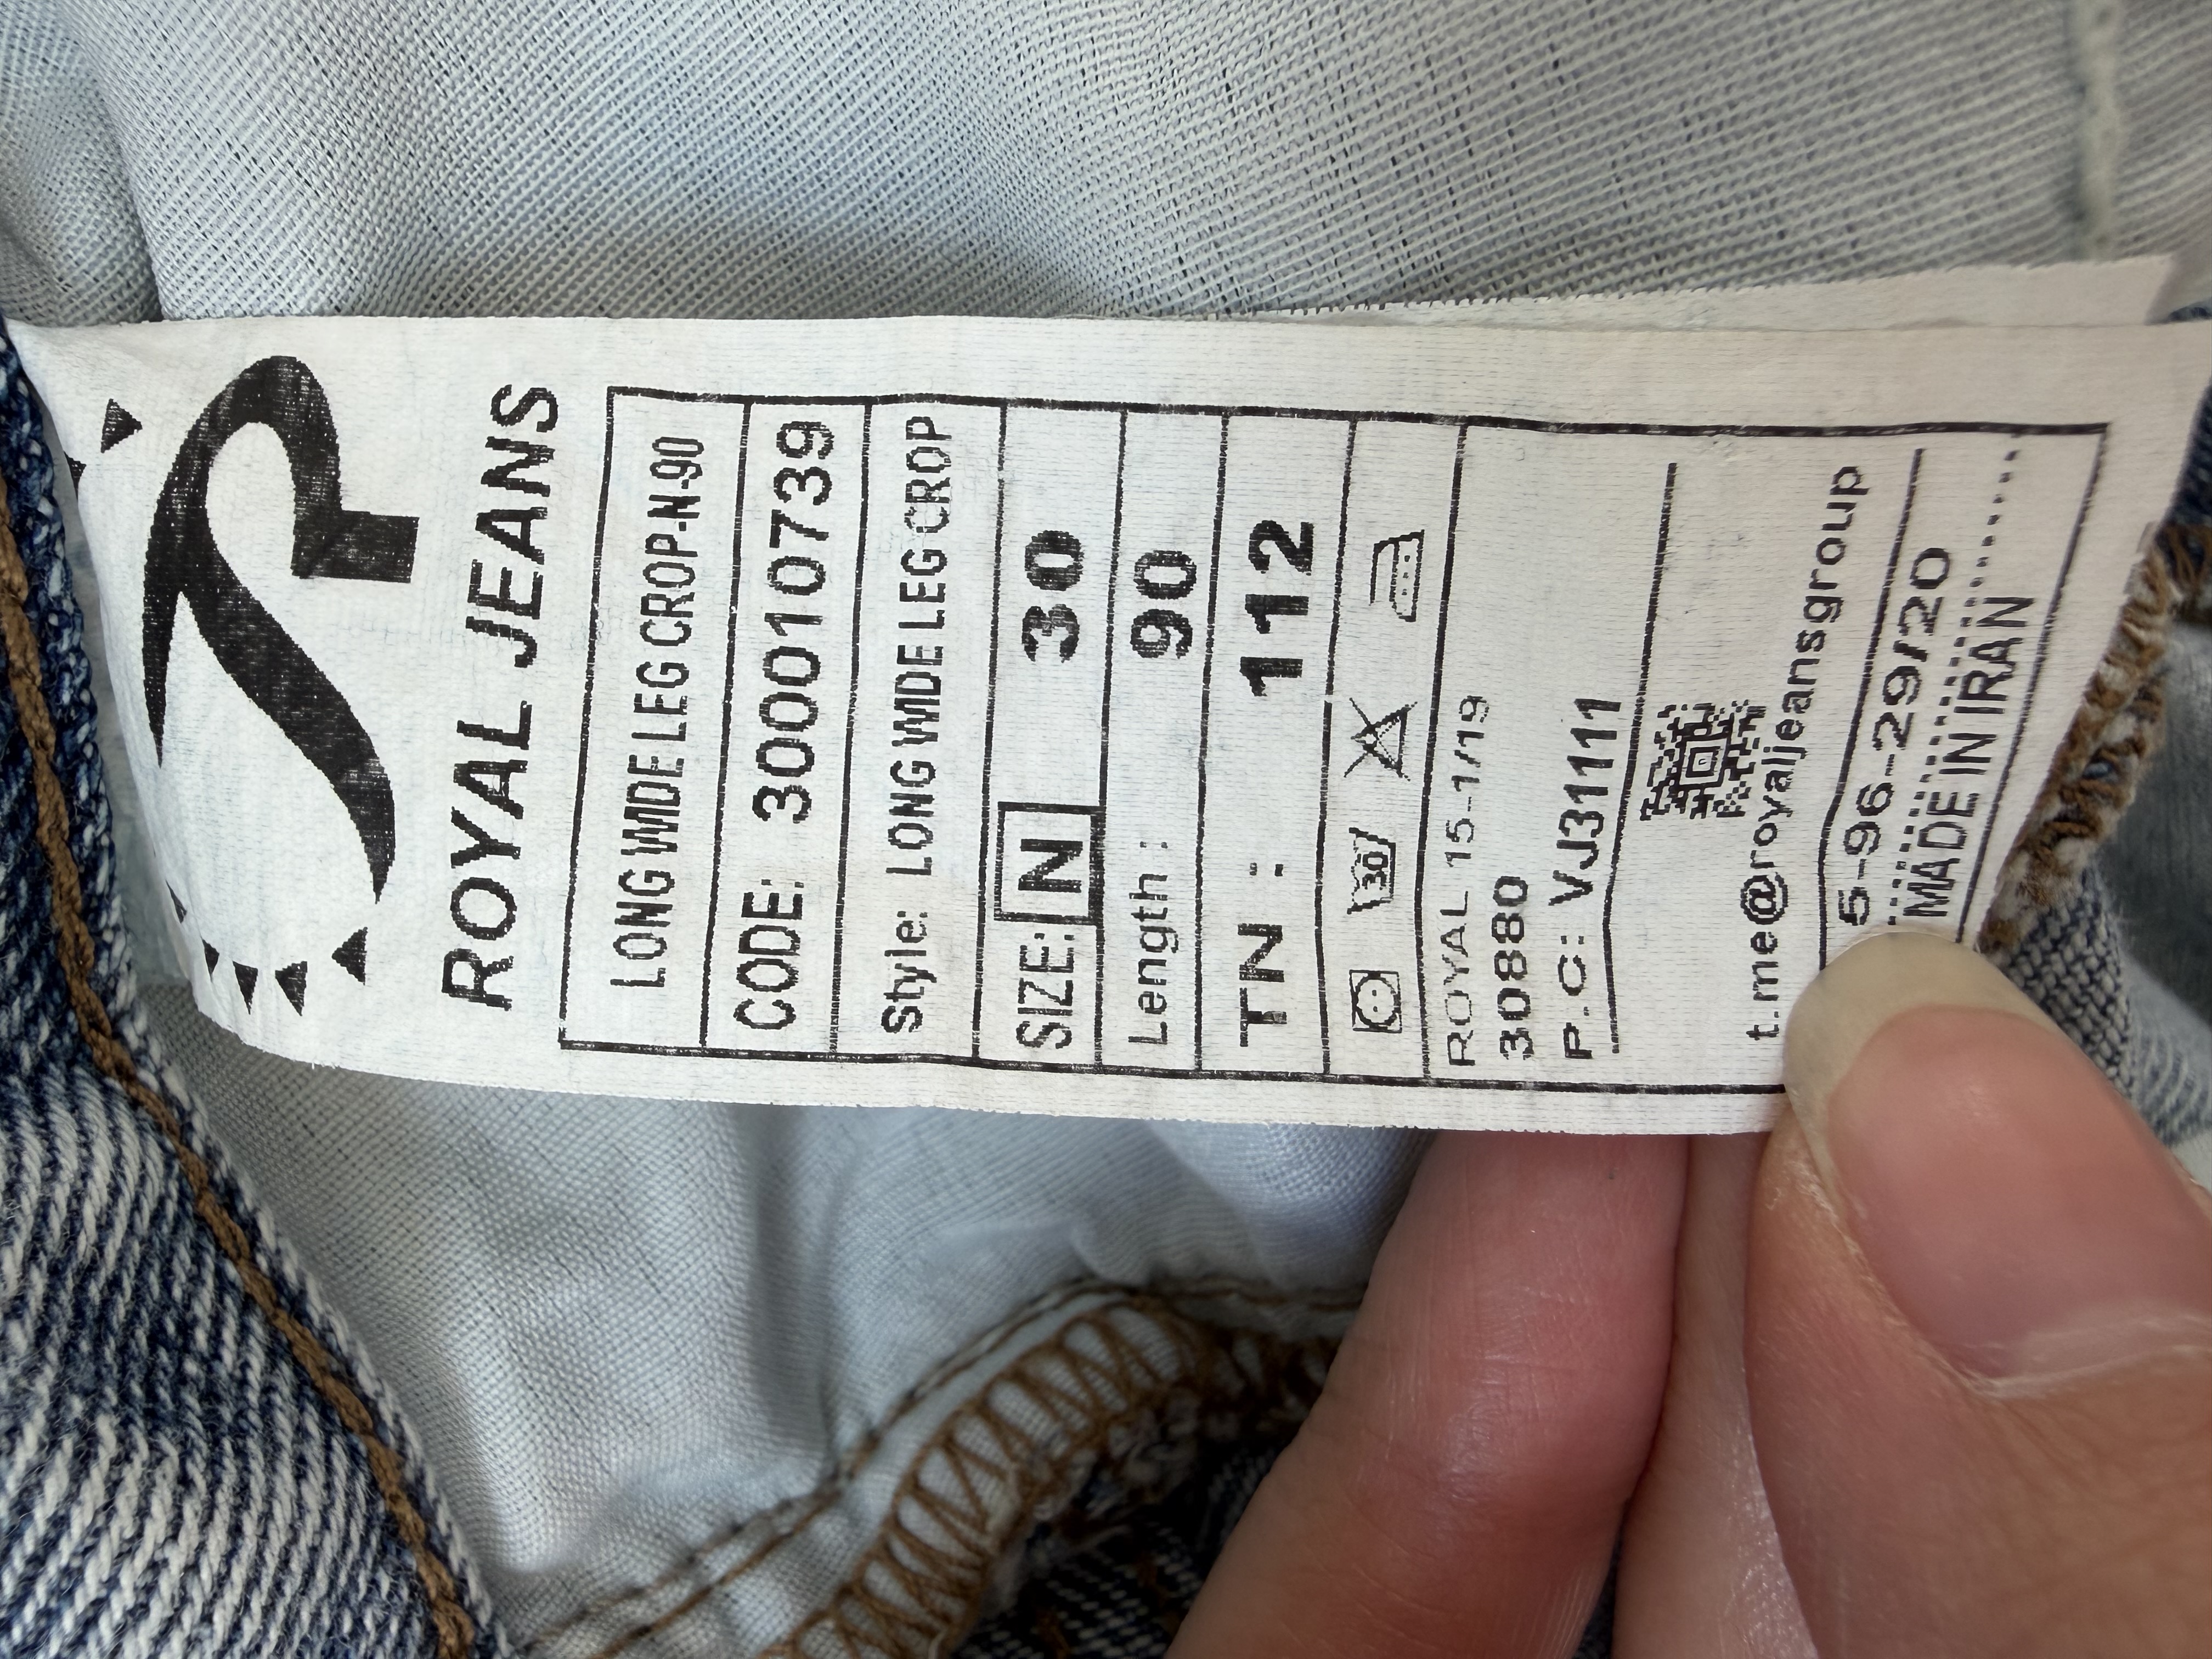 ROYAL JEANS
LONG WIDE LEG CROP-N-90
CODE: 300010739
Style: LONG WIDE LEG CROP
SIZE: N 30
Length : 90
TN : 112
30
ROYAL 15-1/19
30880
P.C: VJ31111
t.me@royaljeansgroup
5-96-29/20
MADE IN IRAN